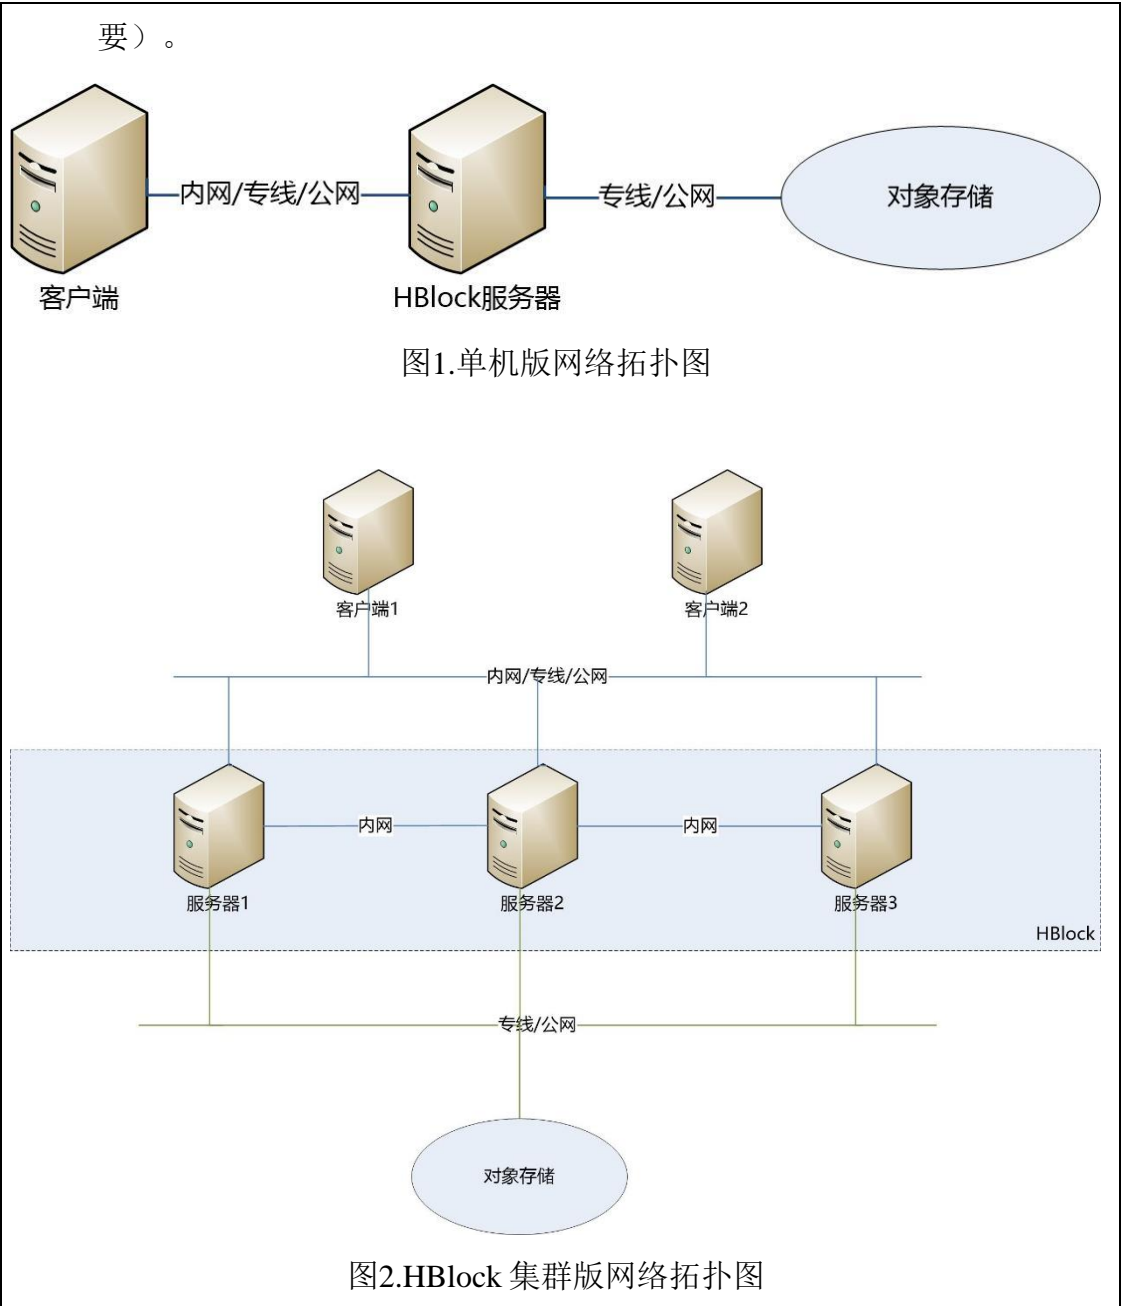 要）。
内网/专线/公网
专线/公网
对象存储
客户端
HBlock服务器
图1.单机版网络拓扑图
客户端1
客户端2
内网/专线/公网
内网
内网
服务器1
服务器2
服务器3
HBlock
专线/公网
对象存储
图2.HBlock 集群版网络拓扑图